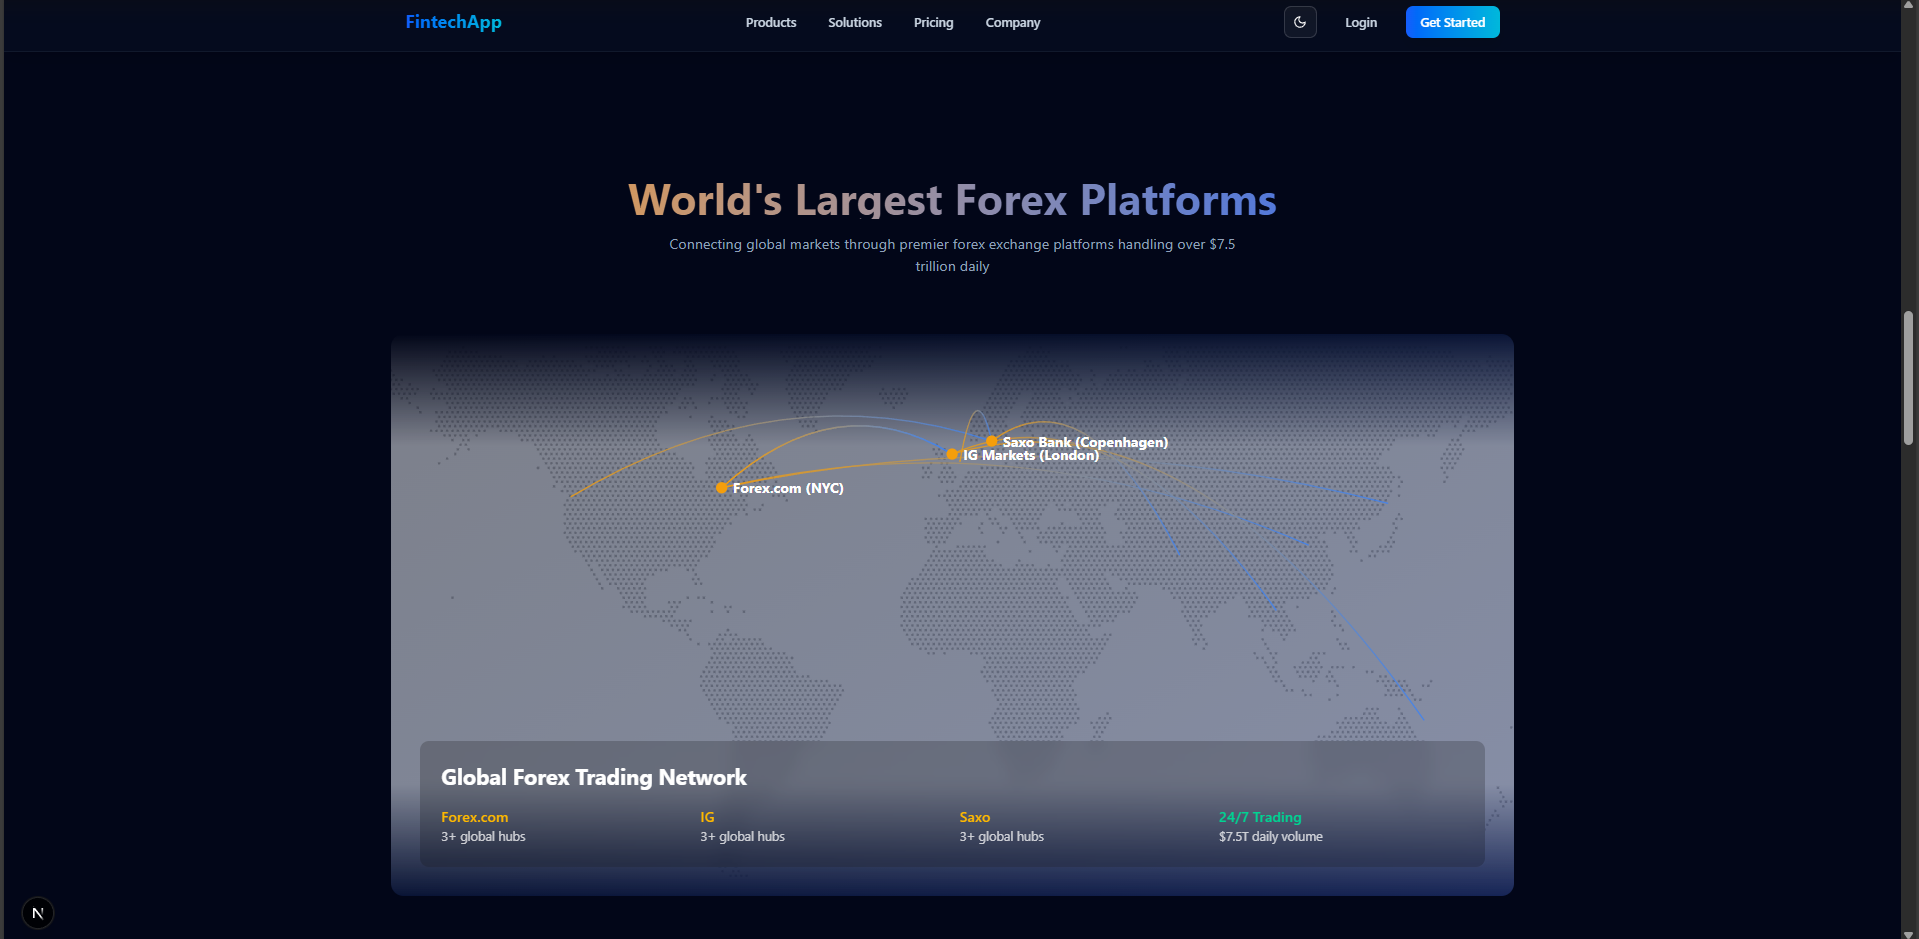 FintechApp
Products
Solutions
Pricing
Company
Login
Get Started
World's Largest Forex Platforms
Connecting global markets through premier forex exchange platforms handling over $7.5
trillion daily
Saxo Bank (Copenhagen)
IG Markets (London)
Forex.com (NYC)
Global Forex Trading Network
Forex.com
3+ global hubs
IG
3+ global hubs
Saxo
3+ global hubs
24/7 Trading
$7.5T daily volume
N